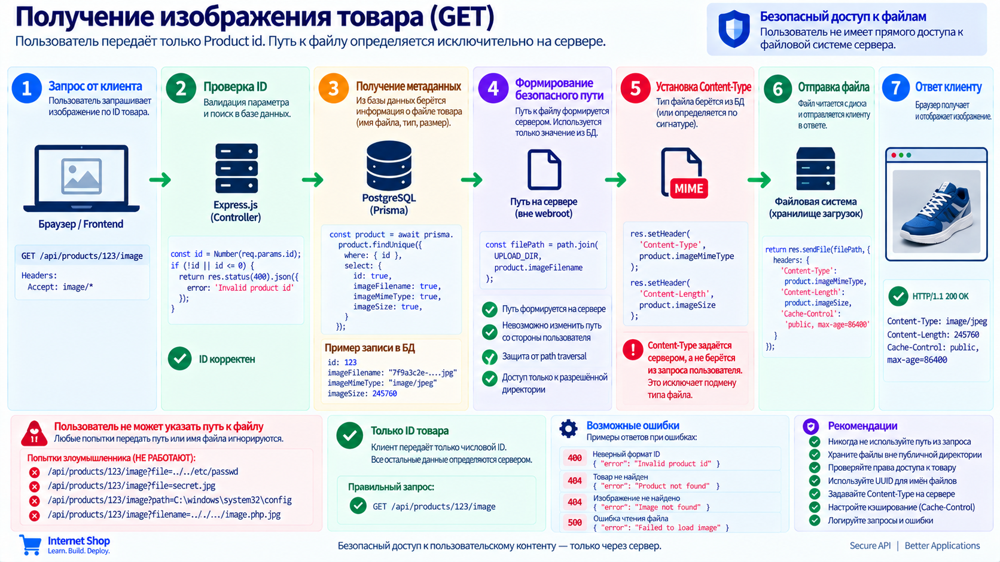 Получение изображения товара (GET)
Пользователь передаёт только Product id. Путь к файлу определяется исключительно на сервере.
Безопасный доступ к файлам
Пользователь не имеет прямого доступа к
файловой системе сервера.
1 Запрос от клиента
Пользователь запрашивает
изображение по ID товара.
Браузер / Frontend
GET /api/products/123/image
Headers:
Accept: image/*
2 Проверка ID
Валидация параметра
и поиск в базе данных.
Express.js
(Controller)
const id = Number(req.params.id);
if (!id || id <= 0) {
return res.status(400).json({
error: 'Invalid product id'
});
}
ID корректен
3 Получение метаданных
Из базы данных берётся
информация о файле товара
(имя файла, тип, размер).
PostgreSQL
(Prisma)
const product = await prisma.
product.findUnique({
where: { id },
select: {
id: true,
imageFilename: true,
imageMimeType: true,
imageSize: true,
}
});
Пример записи в БД
id: 123
imageFilename: "7f9a3c2e-....jpg"
imageMimeType: "image/jpeg"
imageSize: 245760
4 Формирование
безопасного пути
Путь к файлу формируется
сервером. Используется
только значение из БД.
Путь на сервере
(вне webroot)
const filePath = path.join(
UPLOAD_DIR,
product.imageFilename
);
Путь формируется на сервере
Невозможно изменить путь
со стороны пользователя
Защита от path traversal
Доступ только к разрешённой
директории
5 Установка Content-Type
Тип файла берётся из БД
(или определяется по
сигнатуре).
MIME
res.setHeader(
'Content-Type',
product.imageMimeType
);
res.setHeader(
'Content-Length',
product.imageSize
);
Content-Type задаётся
сервером, а не берётся
из запроса пользователя.
Это исключает подмену
типа файла.
6 Отправка файла
Файл читается с диска
и отправляется клиенту
в ответе.
Файловая система
(хранилище загрузок)
return res.sendFile(filePath, {
headers: {
'Content-Type':
product.imageMimeType,
'Content-Length':
product.imageSize,
'Cache-Control':
'public, max-age=86400'
}
});
7 Ответ клиенту
Браузер получает
и отображает изображение.
HTTP/1.1 200 OK
Content-Type: image/jpeg
Content-Length: 245760
Cache-Control: public,
max-age=86400
Пользователь не может указать путь к файлу
Любые попытки передать путь или имя файла игнорируются.
Попытки злоумышленника (НЕ РАБОТАЮТ):
/api/products/123/image?file=../../etc/passwd
/api/products/123/image?file=secret.jpg
/api/products/123/image?path=C:\windows\system32\config
/api/products/123/image?filename=.././.../image.php.jpg
Только ID товара
Клиент передаёт только числовой ID.
Все остальные данные определяются сервером.
Правильный запрос:
GET /api/products/123/image
Возможные ошибки
Примеры ответов при ошибках:
400 Неверный формат ID
{ "error": "Invalid product id" }
404 Товар не найден
{ "error": "Product not found" }
404 Изображение не найдено
{ "error": "Image not found" }
500 Ошибка чтения файла
{ "error": "Failed to load image" }
Рекомендации
Никогда не используйте путь из запроса
Храните файлы вне публичной директории
Проверяйте права доступа к товару
Используйте UUID для имён файлов
Задавайте Content-Type на сервере
Настройте кэширование (Cache-Control)
Логируйте запросы и ошибки
Internet Shop
Learn. Build. Deploy.
Безопасный доступ к пользовательскому контенту — только через сервер.
Secure API | Better Applications